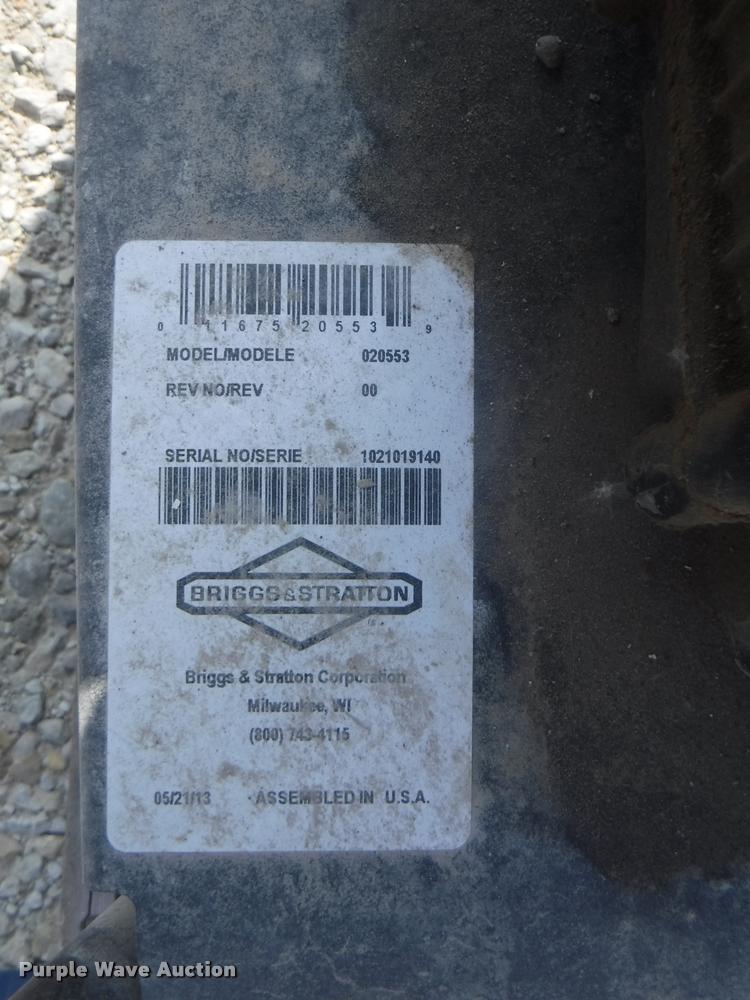 0 11675 20553 9
MODEL/MODELE 020553
REV NO/REV 00
SERIAL NO/SERIE 1021019140
BRIGGS&STRATTON
Briggs & Stratton Corporation
Milwaukee, WI
(800) 743-4115
05/21/13 ASSEMBLED IN U.S.A.
Purple Wave Auction